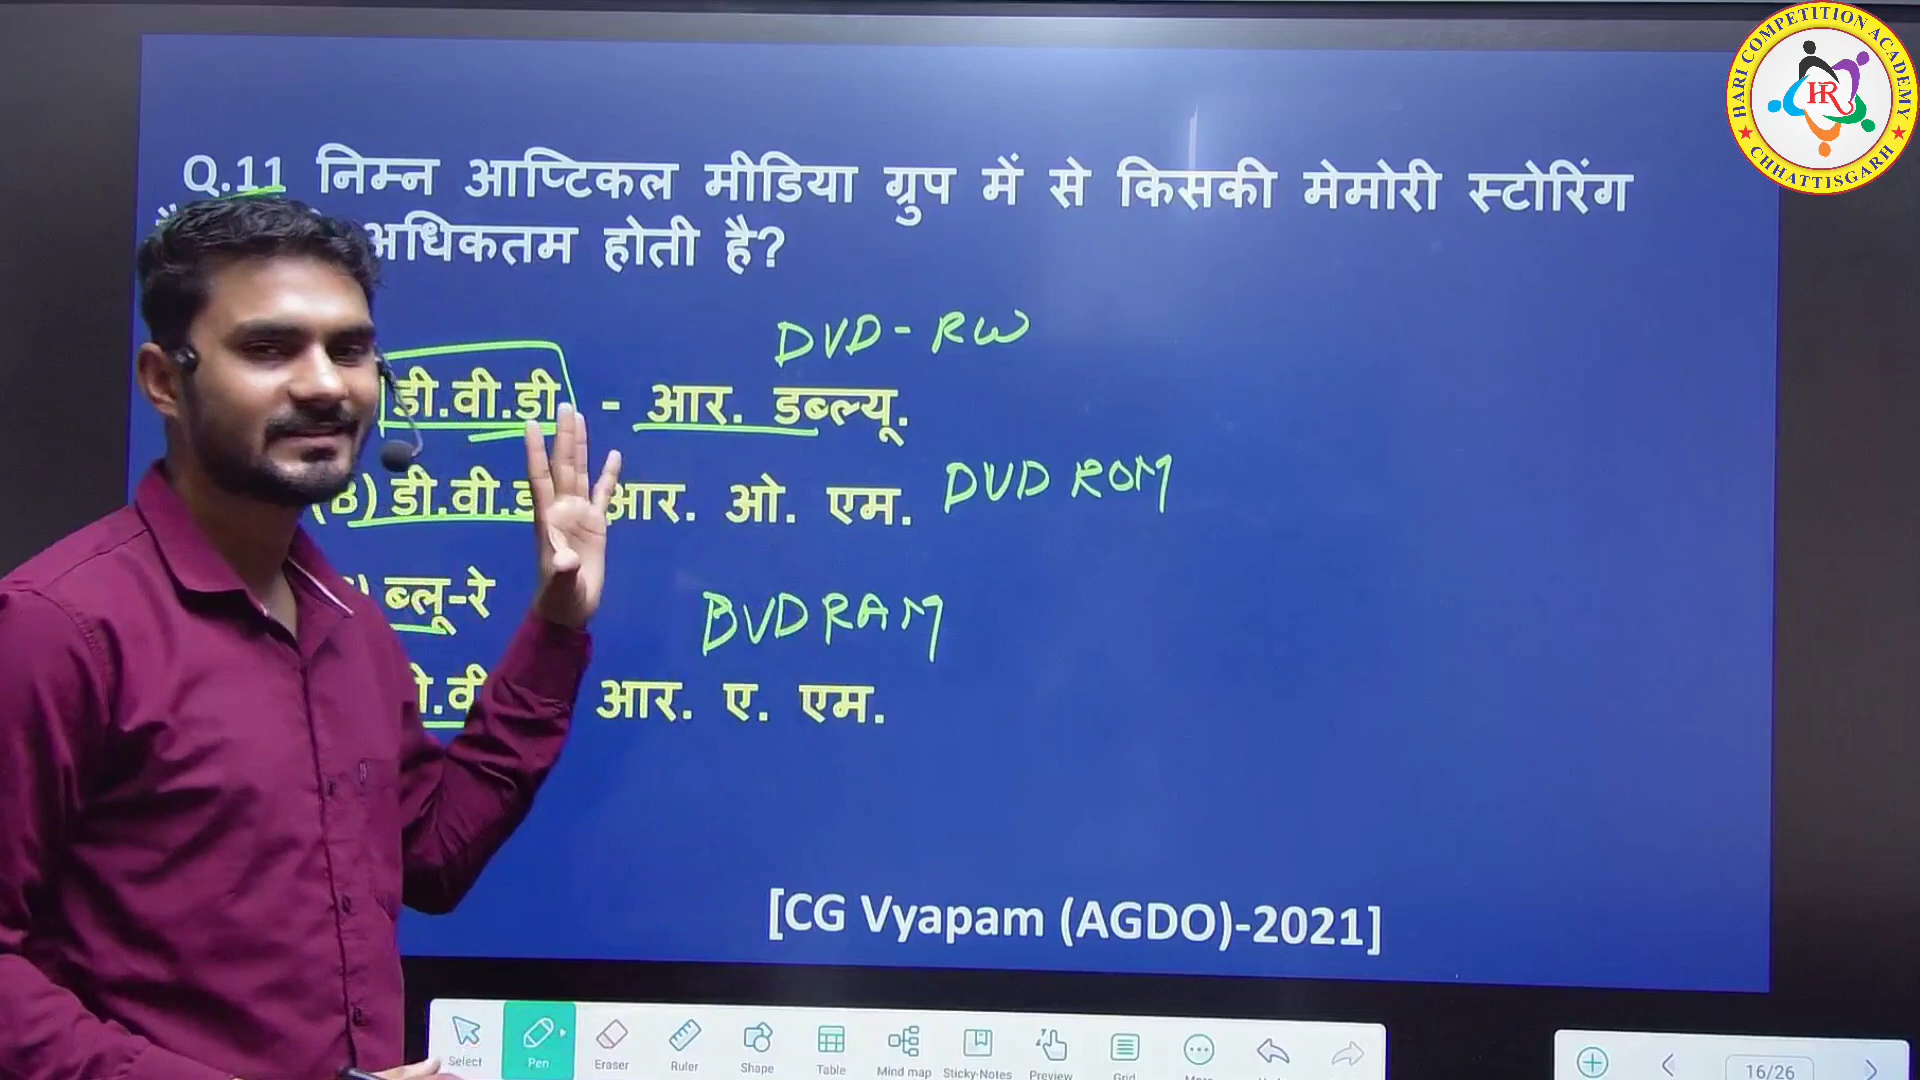 HARI COMPETITION ACADEMY
HR
CHHATTISGARH
Q.11 निम्न आप्टिकल मीडिया ग्रुप में से किसकी मेमोरी स्टोरिंग
अधिकतम होती है?
DVD-RW
डी.वी.डी - आर. डब्ल्यू.
(B) डी.वी.ड आर. ओ. एम. DVD ROM
ब्लू-रे
BVD RAM
आर. ए. एम.
[CG Vyapam (AGDO)-2021]
Select Pen Eraser Ruler Shape Table Mind map Sticky-Notes Preview Grid
16/26